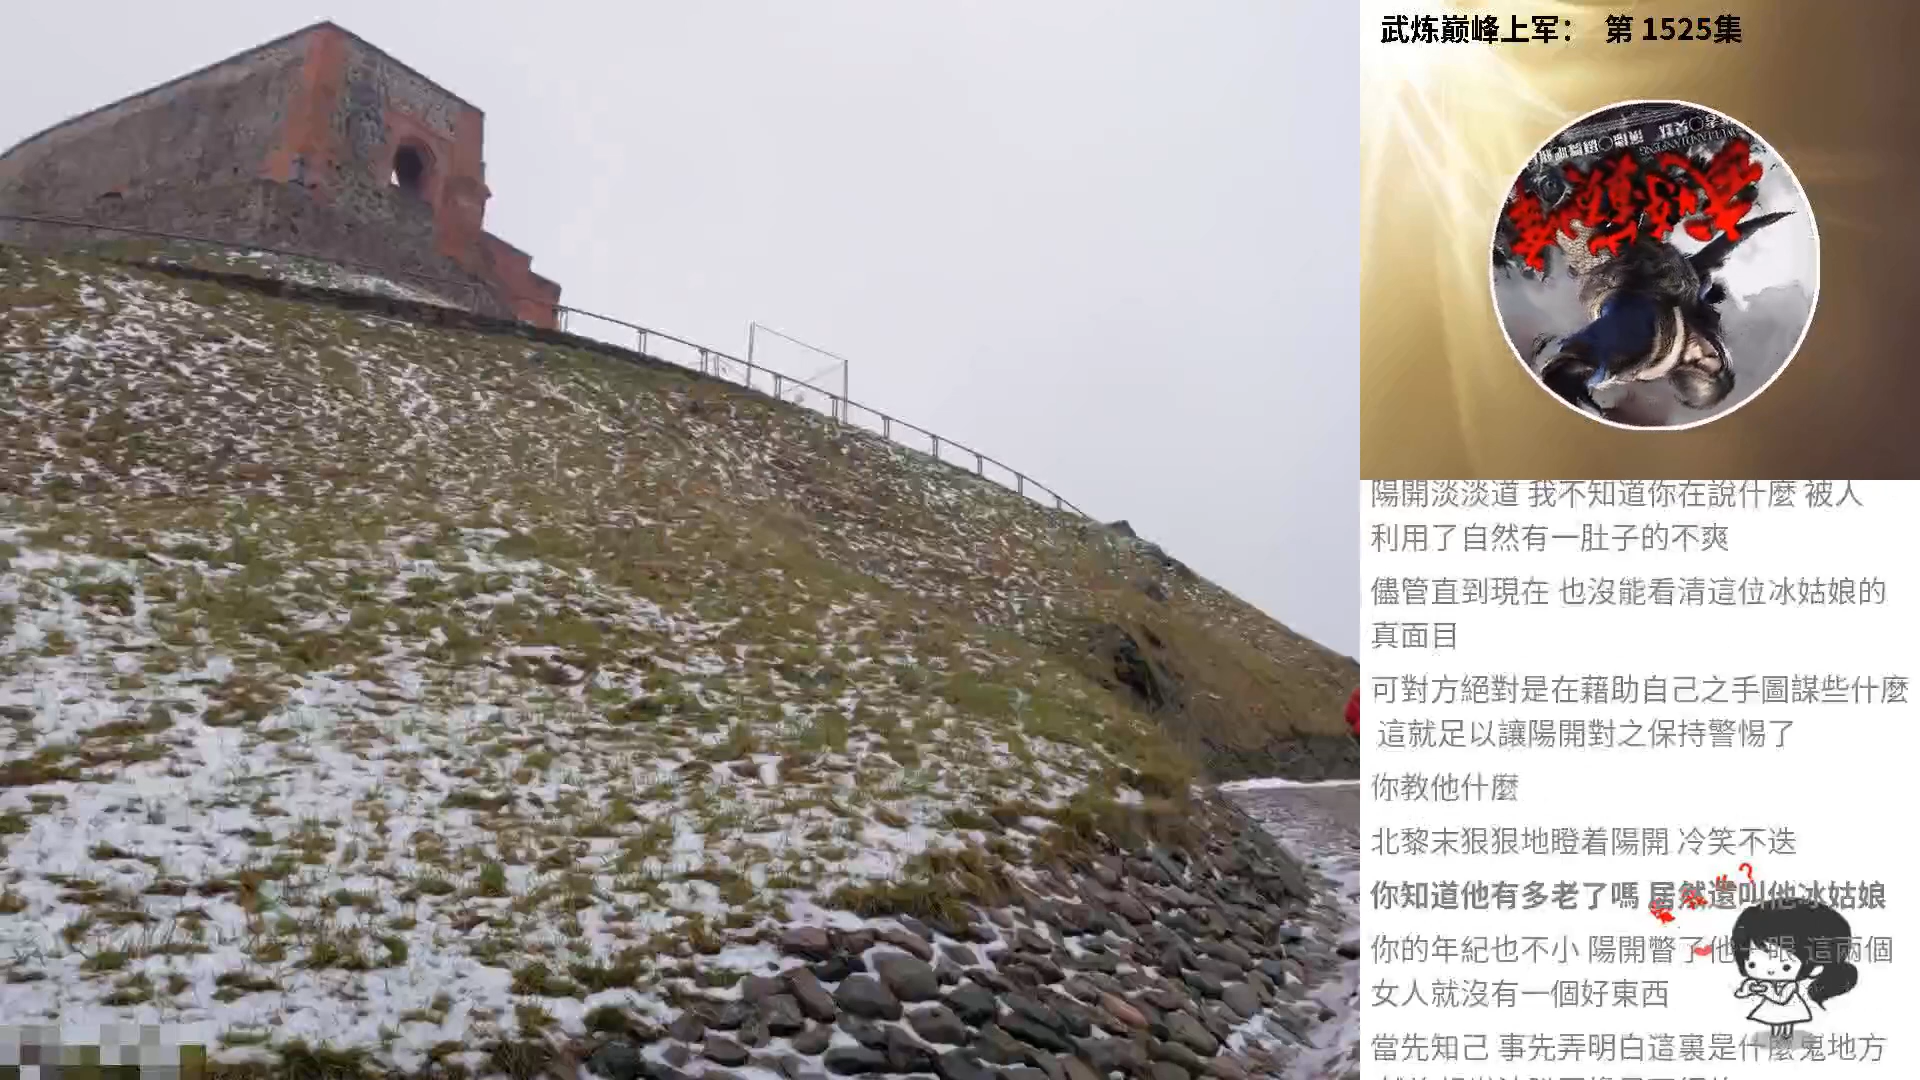 武炼巅峰上军： 第 1525集
陽開淡淡道 我不知道你在說什麼 被人
利用了自然有一肚子的不爽
儘管直到現在 也沒能看清這位冰姑娘的
真面目
可對方絕對是在藉助自己之手圖謀些什麼
這就足以讓陽開對之保持警惕了
你教他什麼
北黎末狠狠地瞪着陽開 冷笑不迭
你知道他有多老了嗎 居然還叫他冰姑娘
你的年紀也不小 陽開瞥了他一眼 這兩個
女人就沒有一個好東西
當先知己 事先弄明白這裏是什麼鬼地方